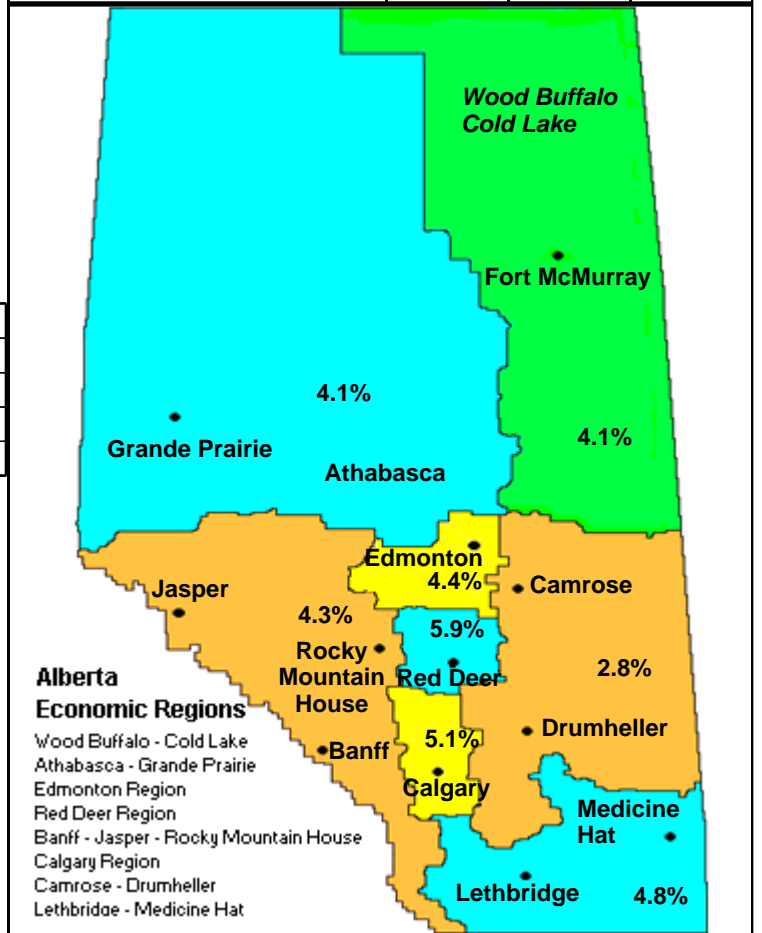 Wood Buffalo
Cold Lake
Fort McMurray
4.1%
Grande Prairie
4.1%
Athabasca
Edmonton
4.4%
Camrose
Jasper
4.3%
5.9%
Rocky
Mountain
House
Red Deer
2.8%
Drumheller
Banff
5.1%
Calgary
Medicine
Hat
Lethbridge
4.8%
Alberta
Economic Regions
Wood Buffalo - Cold Lake
Athabasca - Grande Prairie
Edmonton Region
Red Deer Region
Banff - Jasper - Rocky Mountain House
Calgary Region
Camrose - Drumheller
Lethbridge - Medicine Hat